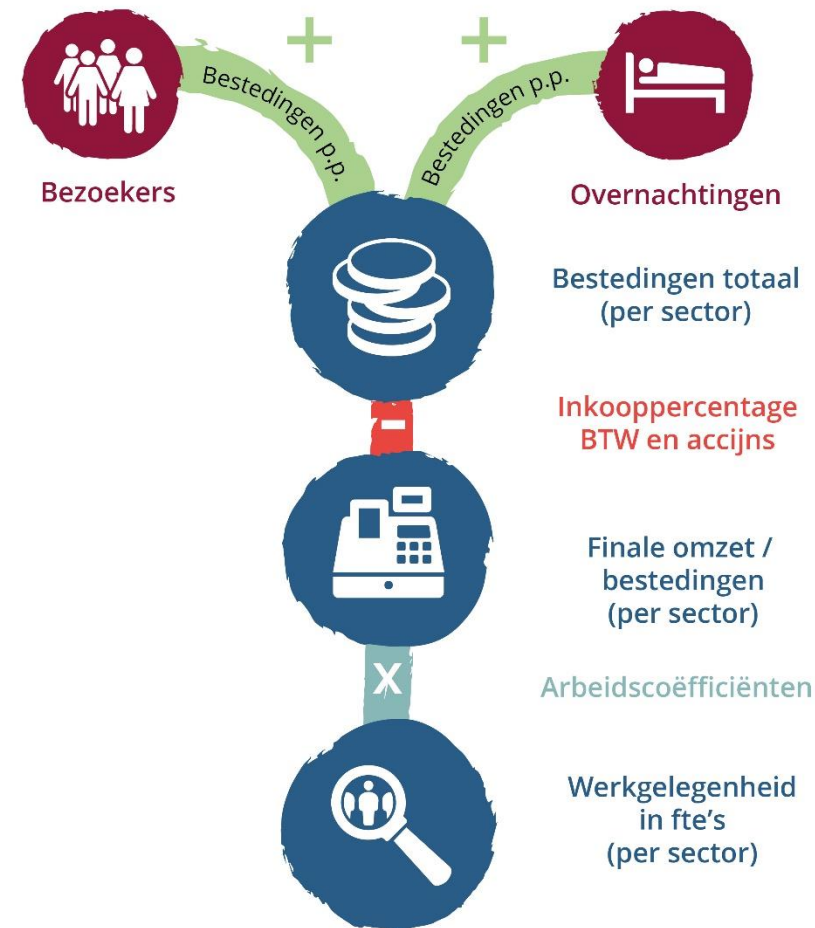 + +
Bestedingen p.p.
Bestedingen p.p.
Bezoekers
Overnachtingen
Bestedingen totaal
(per sector)
-
Inkooppercentage
BTW en accijns
Finale omzet /
bestedingen
(per sector)
X
Arbeidscoëfficiënten
Werkgelegenheid
in fte's
(per sector)